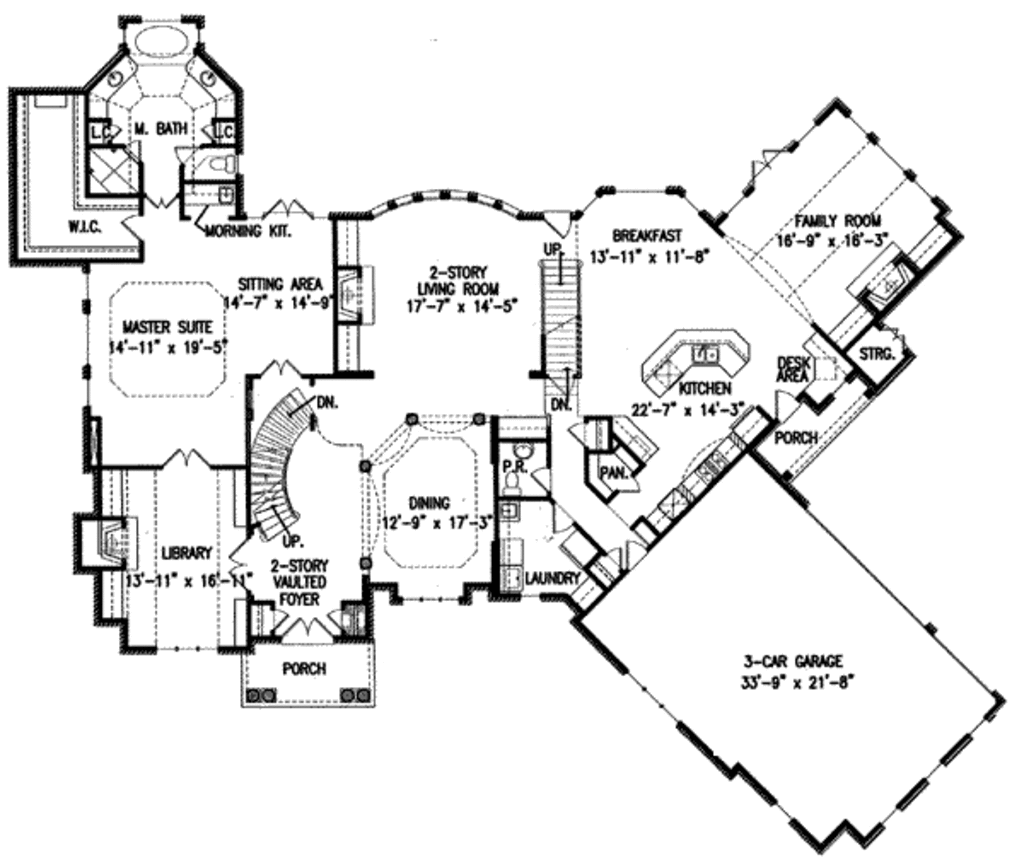 L.C.
M. BATH
L.C.
W.I.C.
MORNING KIT.
SITTING AREA
14'-7" x 14'-9"
MASTER SUITE
14'-11" x 19'-5"
2-STORY
LIVING ROOM
17'-7" x 14'-5"
UP.
BREAKFAST
13'-11" x 11'-8"
FAMILY ROOM
16'-9" x 16'-3"
STRG.
DESK
AREA
KITCHEN
22'-7" x 14'-3"
DN.
DN.
PORCH
P.R.
PAN.
DINING
12'-9" x 17'-3"
UP.
LIBRARY
13'-11" x 16'-11"
2-STORY
VAULTED
FOYER
LAUNDRY
PORCH
3-CAR GARAGE
33'-9" x 21'-8"